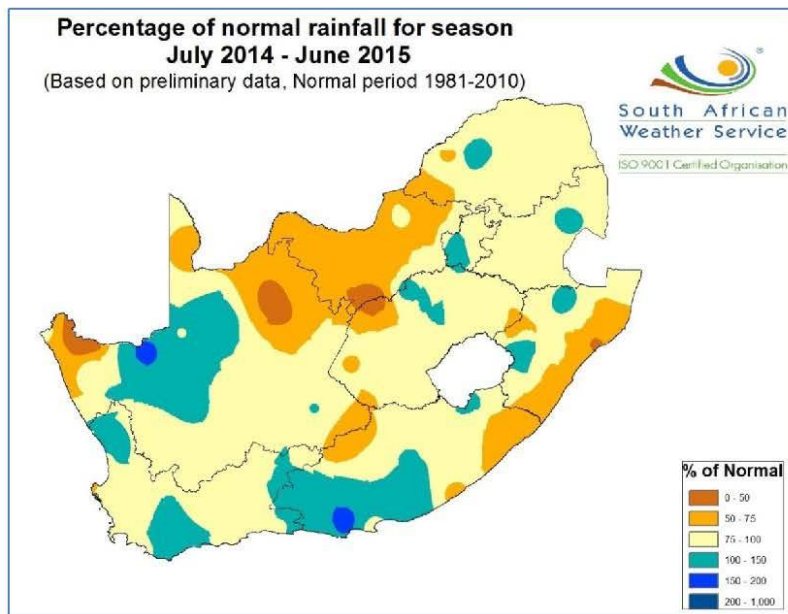 Percentage of normal rainfall for season
July 2014 - June 2015
(Based on preliminary data, Normal period 1981-2010)
®
South African
Weather Service
ISO 9001 Certified Organisation
% of Normal
0 - 50
50 - 75
75 - 100
100 - 150
150 - 200
200 - 1,000